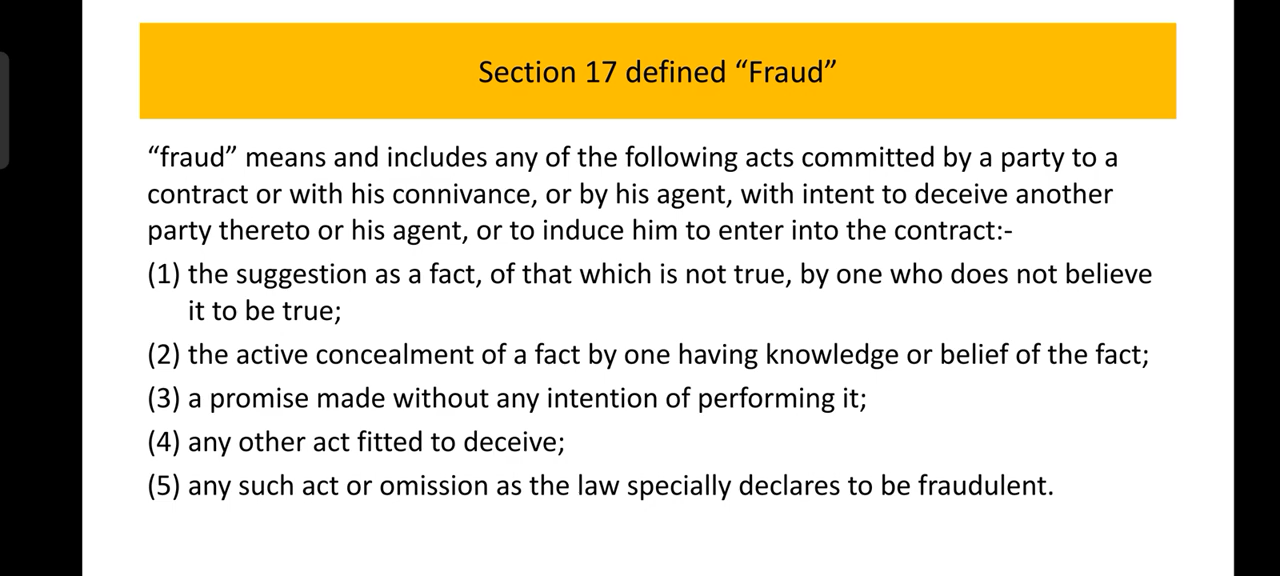 Section 17 defined “Fraud”
“fraud” means and includes any of the following acts committed by a party to a
contract or with his connivance, or by his agent, with intent to deceive another
party thereto or his agent, or to induce him to enter into the contract:-
(1) the suggestion as a fact, of that which is not true, by one who does not believe
it to be true;
(2) the active concealment of a fact by one having knowledge or belief of the fact;
(3) a promise made without any intention of performing it;
(4) any other act fitted to deceive;
(5) any such act or omission as the law specially declares to be fraudulent.